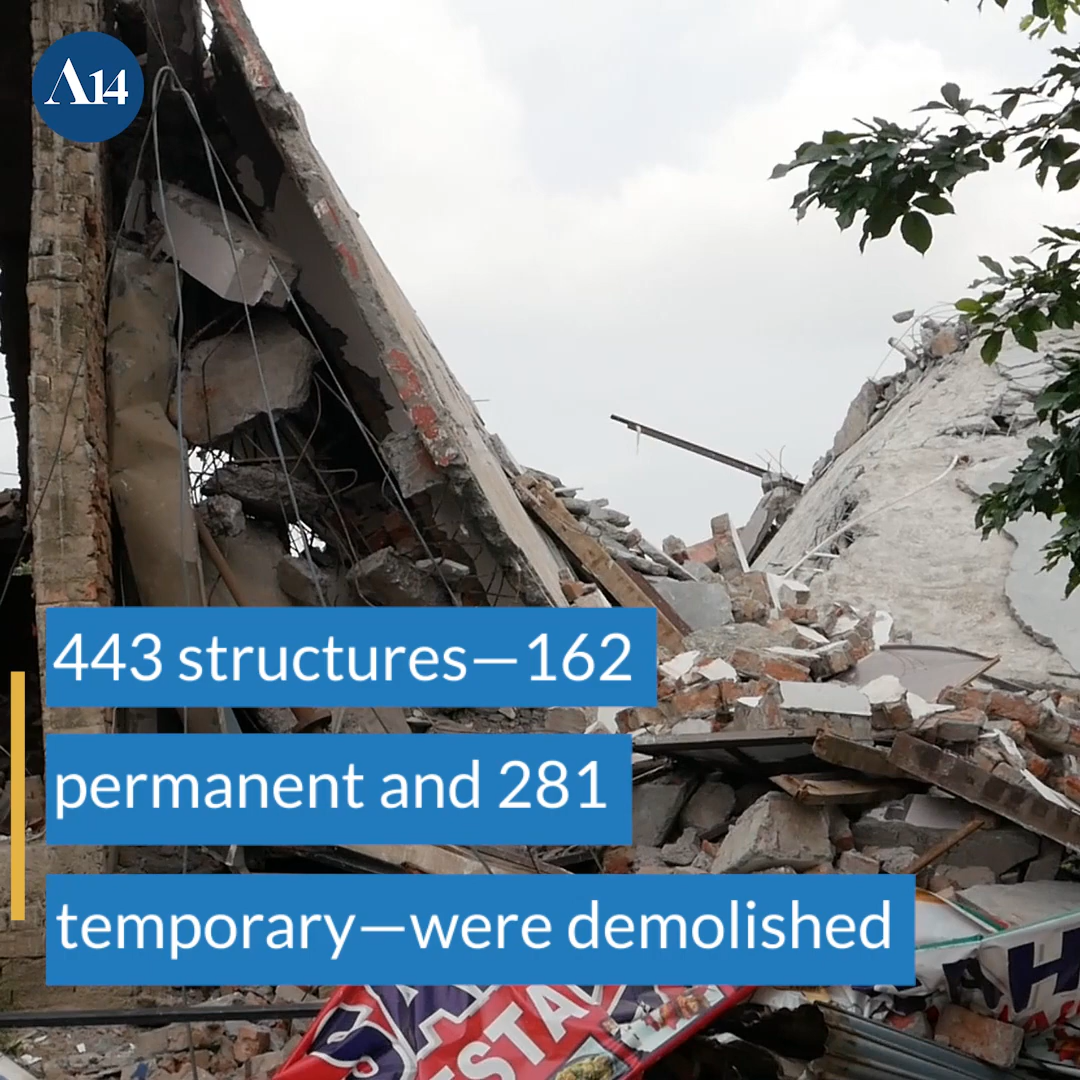 A14
443 structures—162
permanent and 281
temporary—were demolished